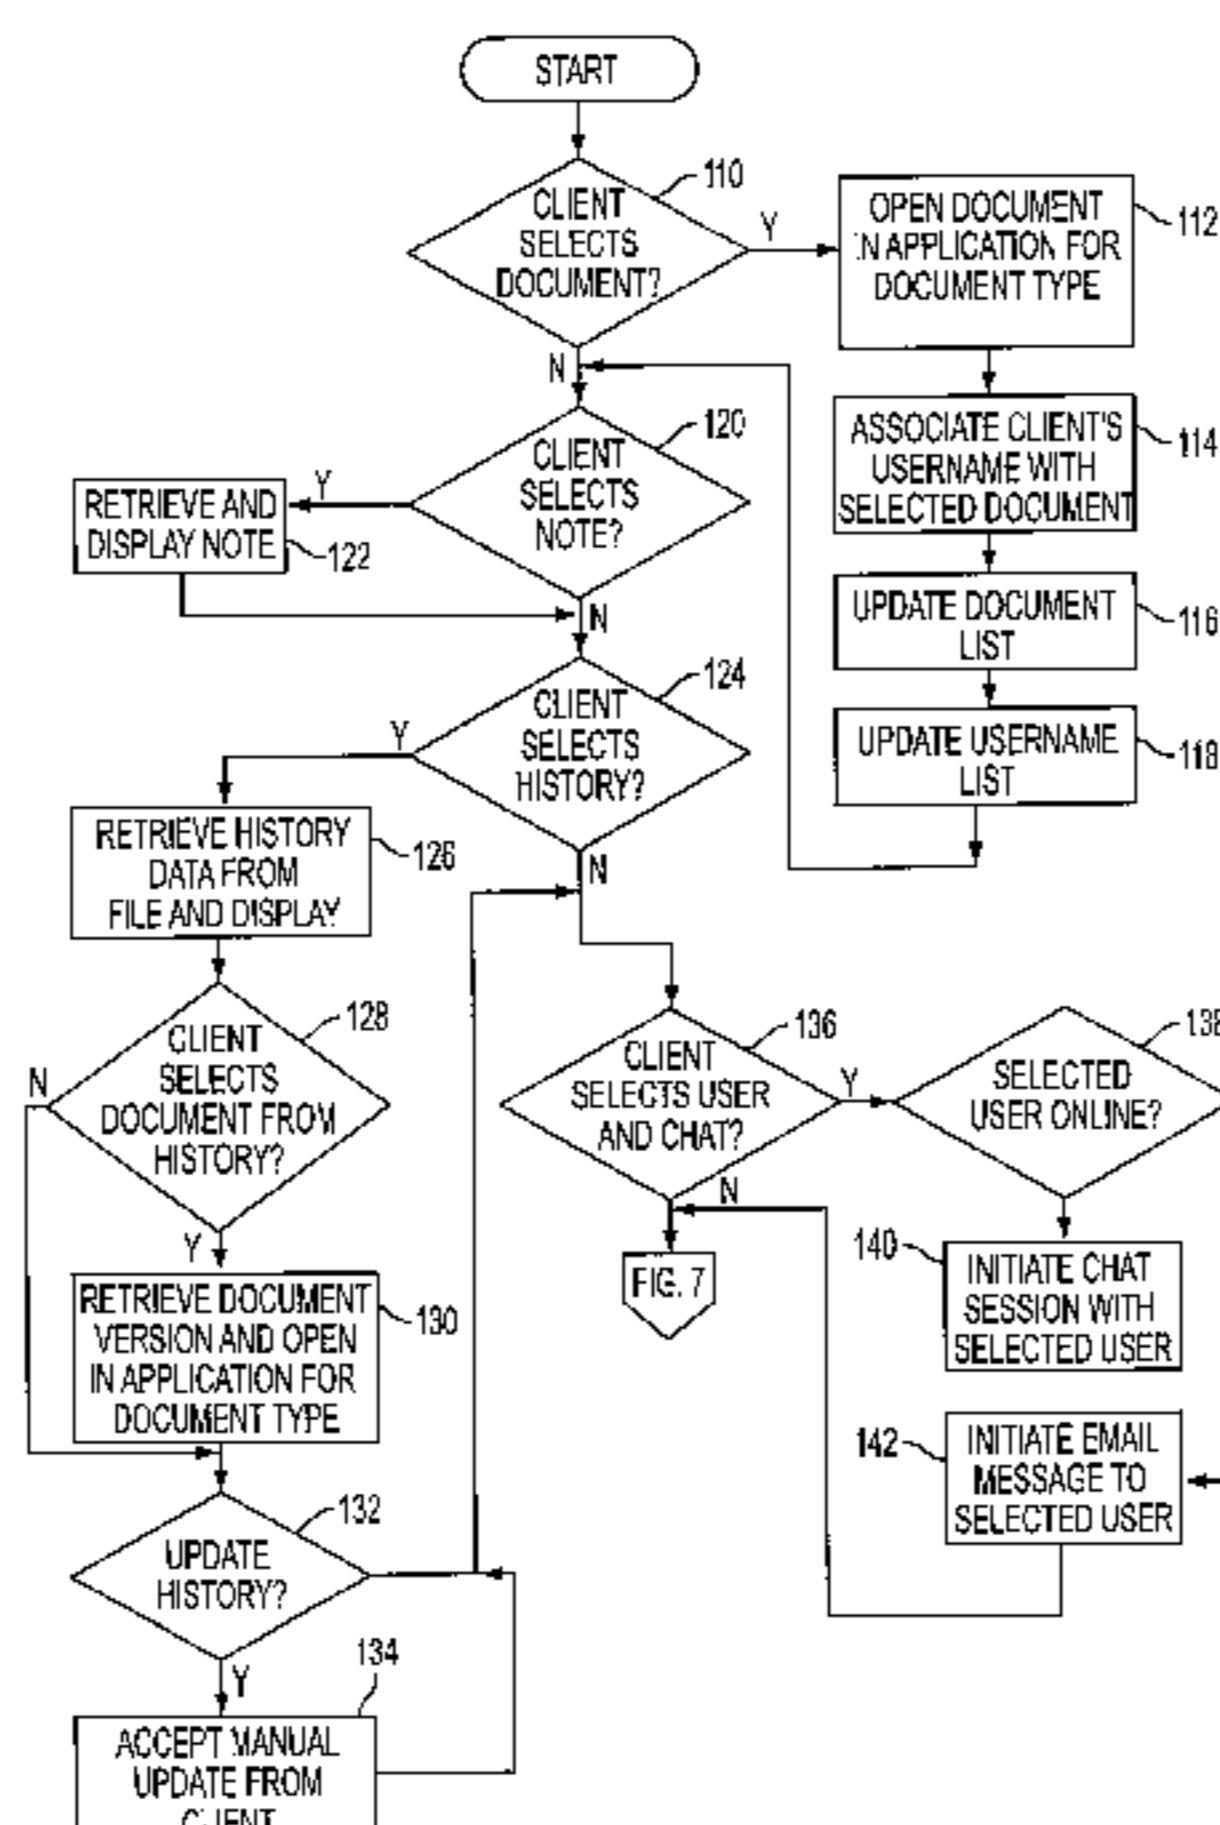 START
110
CLIENT
SELECTS
DOCUMENT?
Y
N
OPEN DOCUMENT
IN APPLICATION FOR
DOCUMENT TYPE
112
ASSOCIATE CLIENT'S
USERNAME WITH
SELECTED DOCUMENT
114
UPDATE DOCUMENT
LIST
116
UPDATE USERNAME
LIST
118
120
CLIENT
SELECTS
NOTE?
Y
N
RETRIEVE AND
DISPLAY NOTE
122
124
CLIENT
SELECTS
HISTORY?
Y
N
RETRIEVE HISTORY
DATA FROM
FILE AND DISPLAY
126
128
CLIENT
SELECTS
DOCUMENT FROM
HISTORY?
N
Y
RETRIEVE DOCUMENT
VERSION AND OPEN
IN APPLICATION FOR
DOCUMENT TYPE
130
132
UPDATE
HISTORY?
Y
134
ACCEPT MANUAL
UPDATE FROM
CLIENT
136
CLIENT
SELECTS USER
AND CHAT?
Y
N
FIG. 7
138
SELECTED
USER ONLINE?
140
INITIATE CHAT
SESSION WITH
SELECTED USER
142
INITIATE EMAIL
MESSAGE TO
SELECTED USER